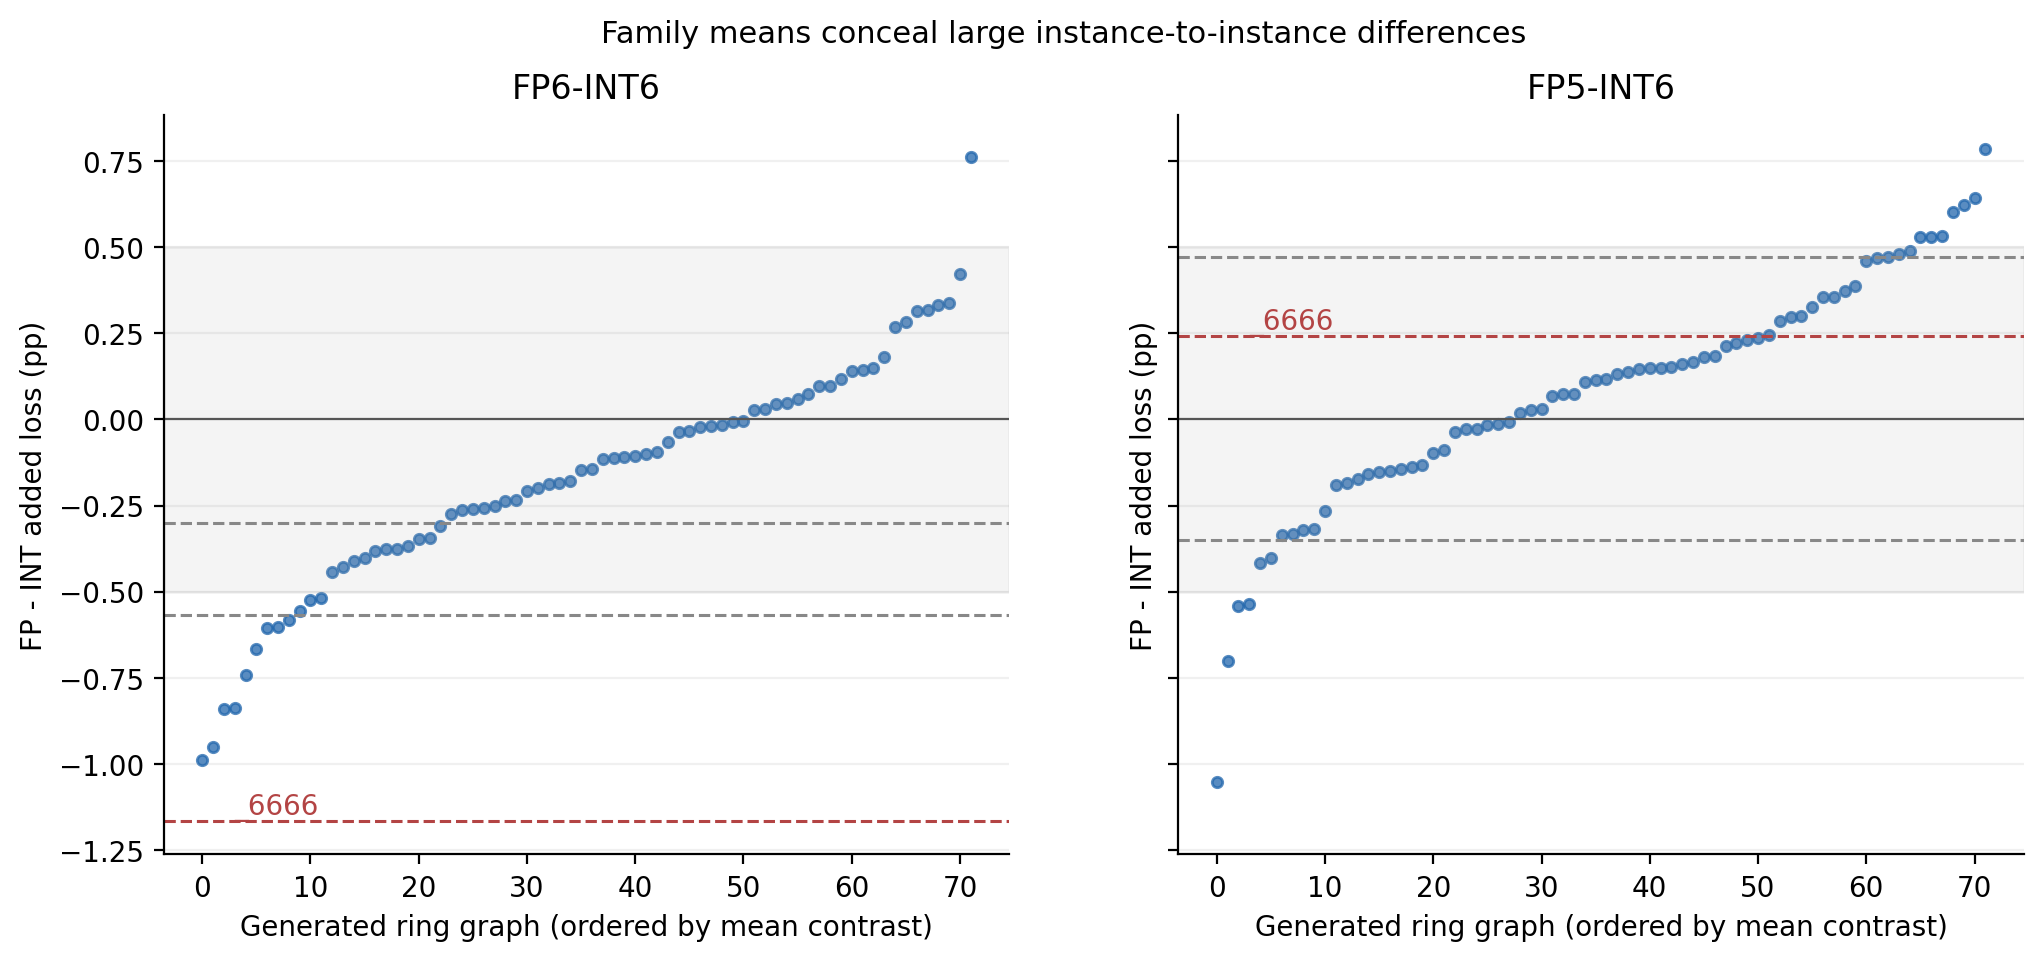 Family means conceal large instance-to-instance differences
FP6-INT6
FP - INT added loss (pp)
0.75
0.50
0.25
0.00
−0.25
−0.50
−0.75
−1.00
−1.25
_6666
0 10 20 30 40 50 60 70
Generated ring graph (ordered by mean contrast)
FP5-INT6
FP - INT added loss (pp)
_6666
0 10 20 30 40 50 60 70
Generated ring graph (ordered by mean contrast)